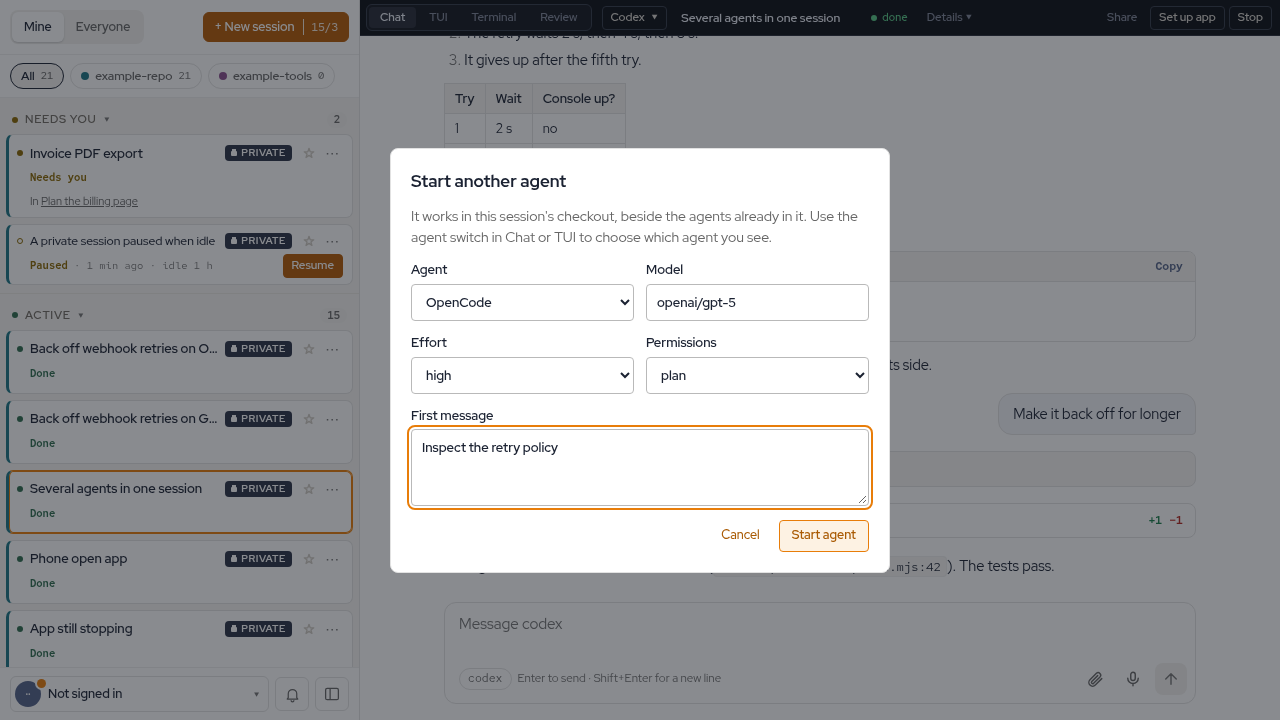 Mine
Everyone
+ New session
15/3
All 21
example-repo 21
example-tools 0
NEEDS YOU
2
Invoice PDF export
PRIVATE
Needs you
In Plan the billing page
A private session paused when idle
PRIVATE
Paused · 1 min ago · idle 1 h
Resume
ACTIVE
15
Back off webhook retries on O...
PRIVATE
Done
Back off webhook retries on G...
PRIVATE
Done
Several agents in one session
PRIVATE
Done
Phone open app
PRIVATE
Done
App still stopping
PRIVATE
Done
Not signed in
Chat
TUI
Terminal
Review
Codex
Several agents in one session
done
Details
Share
Set up app
Stop
3. It gives up after the fifth try.
Try Wait Console up?
1 2 s no
Copy
ts side.
Make it back off for longer
+1 −1
.mjs:42). The tests pass.
Message codex
codex
Enter to send · Shift+Enter for a new line
Start another agent
It works in this session's checkout, beside the agents already in it. Use the
agent switch in Chat or TUI to choose which agent you see.
Agent
Model
OpenCode
openai/gpt-5
Effort
Permissions
high
plan
First message
Inspect the retry policy
Cancel
Start agent